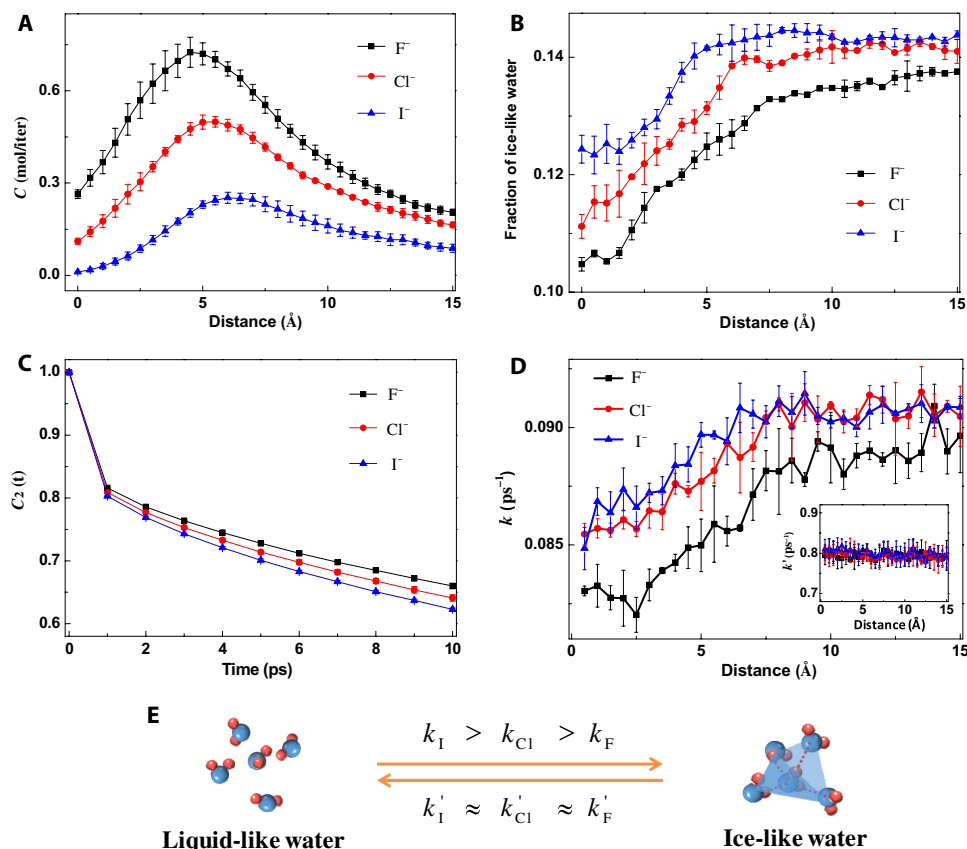 A
C (mol/iter)
0.6
0.3
0.0
F⁻
Cl⁻
I⁻
0
5
10
15
Distance (Å)
B
Fraction of ice-like water
0.14
0.12
0.10
F⁻
Cl⁻
I⁻
0
5
10
15
Distance (Å)
C
C₂ (t)
1.0
0.9
0.8
0.7
0.6
F⁻
Cl⁻
I⁻
0
2
4
6
8
10
Time (ps)
D
k (ps⁻¹)
0.090
0.085
F⁻
Cl⁻
I⁻
k' (ps⁻¹)
0.9
0.8
0.7
0 5 10 15
Distance (Å)
0
5
10
15
Distance (Å)
E
k_I > k_Cl > k_F
k'_I ≈ k'_Cl ≈ k'_F
Liquid-like water
Ice-like water